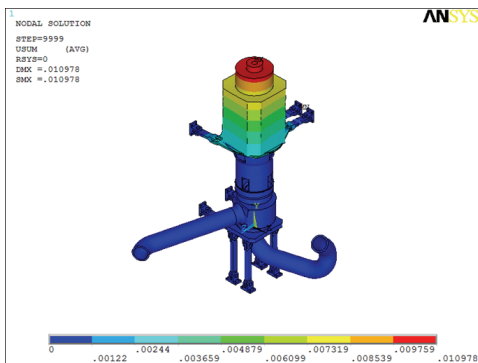 1
NODAL SOLUTION
ANSYS
STEP=9999
USUM (AVG)
RSYS=0
DMX =.010978
SMX =.010978
Y
0 .00244 .004879 .007319 .009759
.00122 .003659 .006099 .008539 .010978